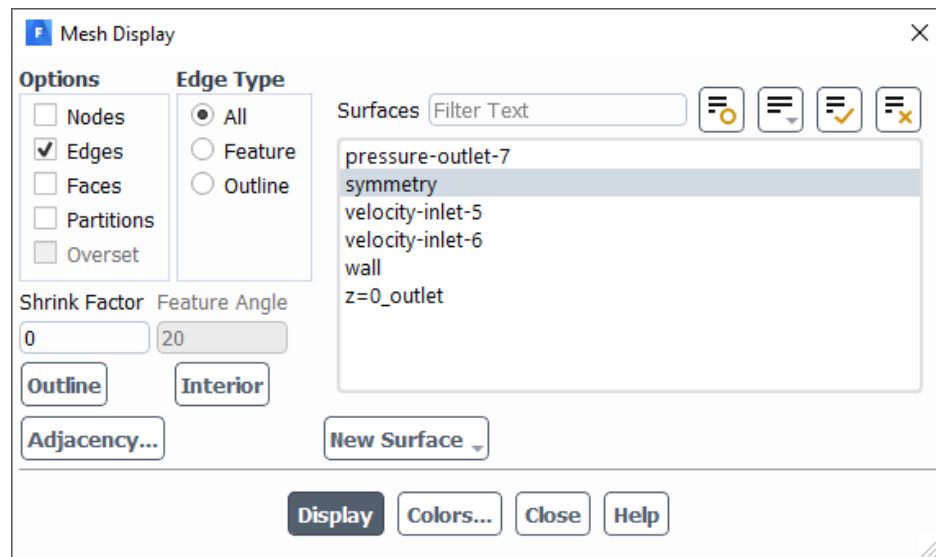 F Mesh Display
Options
Nodes
Edges
Faces
Partitions
Overset
Edge Type
All
Feature
Outline
Shrink Factor Feature Angle
0 20
Outline Interior
Adjacency...
Surfaces Filter Text
pressure-outlet-7
symmetry
velocity-inlet-5
velocity-inlet-6
wall
z=0_outlet
New Surface
Display Colors... Close Help